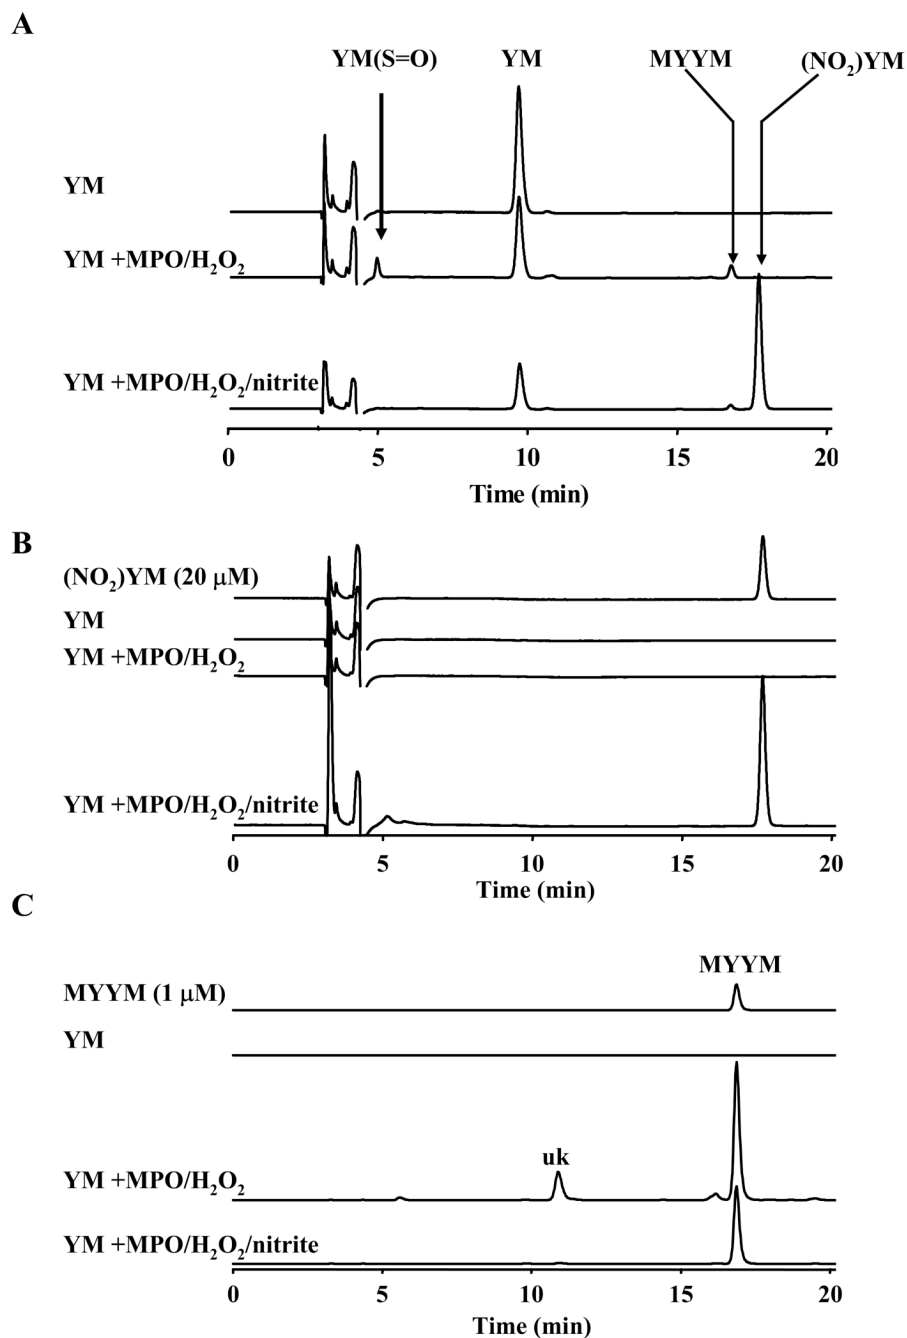 A
YM(S=O) YM MYYM (NO₂)YM
YM
YM +MPO/H₂O₂
YM +MPO/H₂O₂/nitrite
0 5 10 15 20
Time (min)
B
(NO₂)YM (20 μM)
YM
YM +MPO/H₂O₂
YM +MPO/H₂O₂/nitrite
0 5 10 15 20
Time (min)
C
MYYM
MYYM (1 μM)
YM
uk
YM +MPO/H₂O₂
YM +MPO/H₂O₂/nitrite
0 5 10 15 20
Time (min)